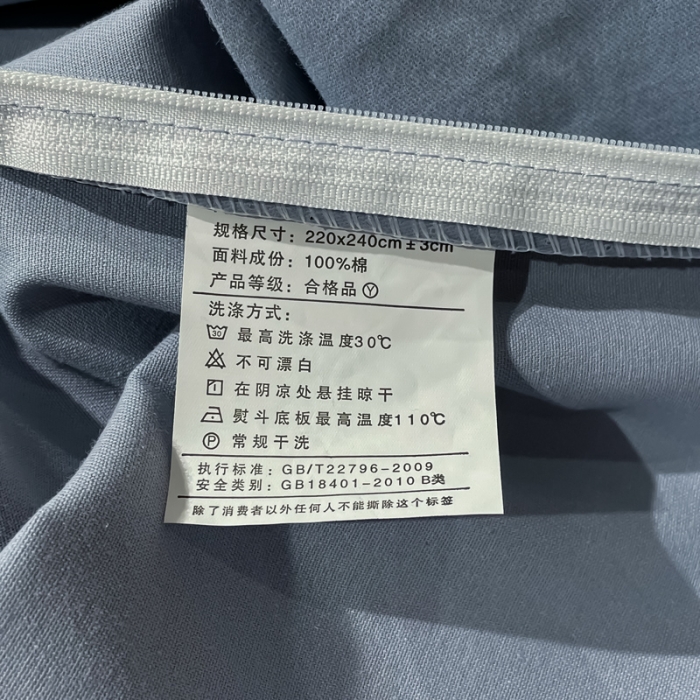 规格尺寸：220x240cm±3cm
面料成份：100%棉
产品等级：合格品Ⓨ
洗涤方式：
30 最高洗涤温度30℃
不可漂白
在阴凉处悬挂晾干
熨斗底板最高温度110℃
Ⓟ 常规干洗
执行标准：GB/T22796-2009
安全类别：GB18401-2010 B类
除了消费者以外任何人不能撕除这个标签